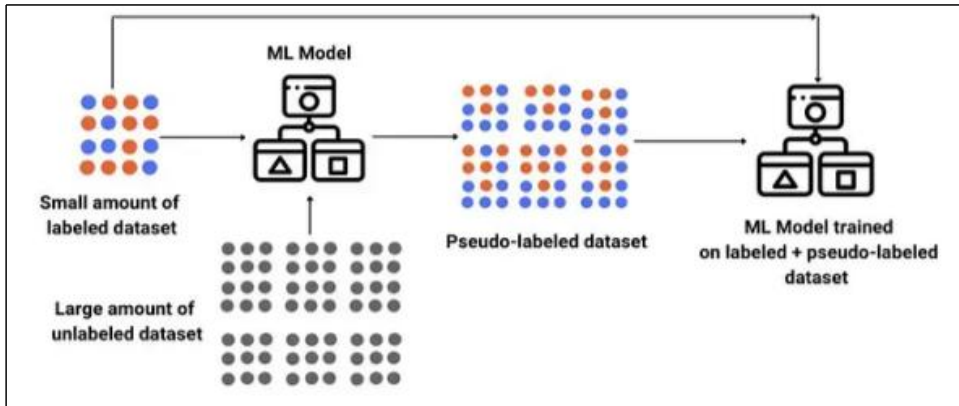 ML Model
Small amount of
labeled dataset
Large amount of
unlabeled dataset
Pseudo-labeled dataset
ML Model trained
on labeled + pseudo-labeled
dataset